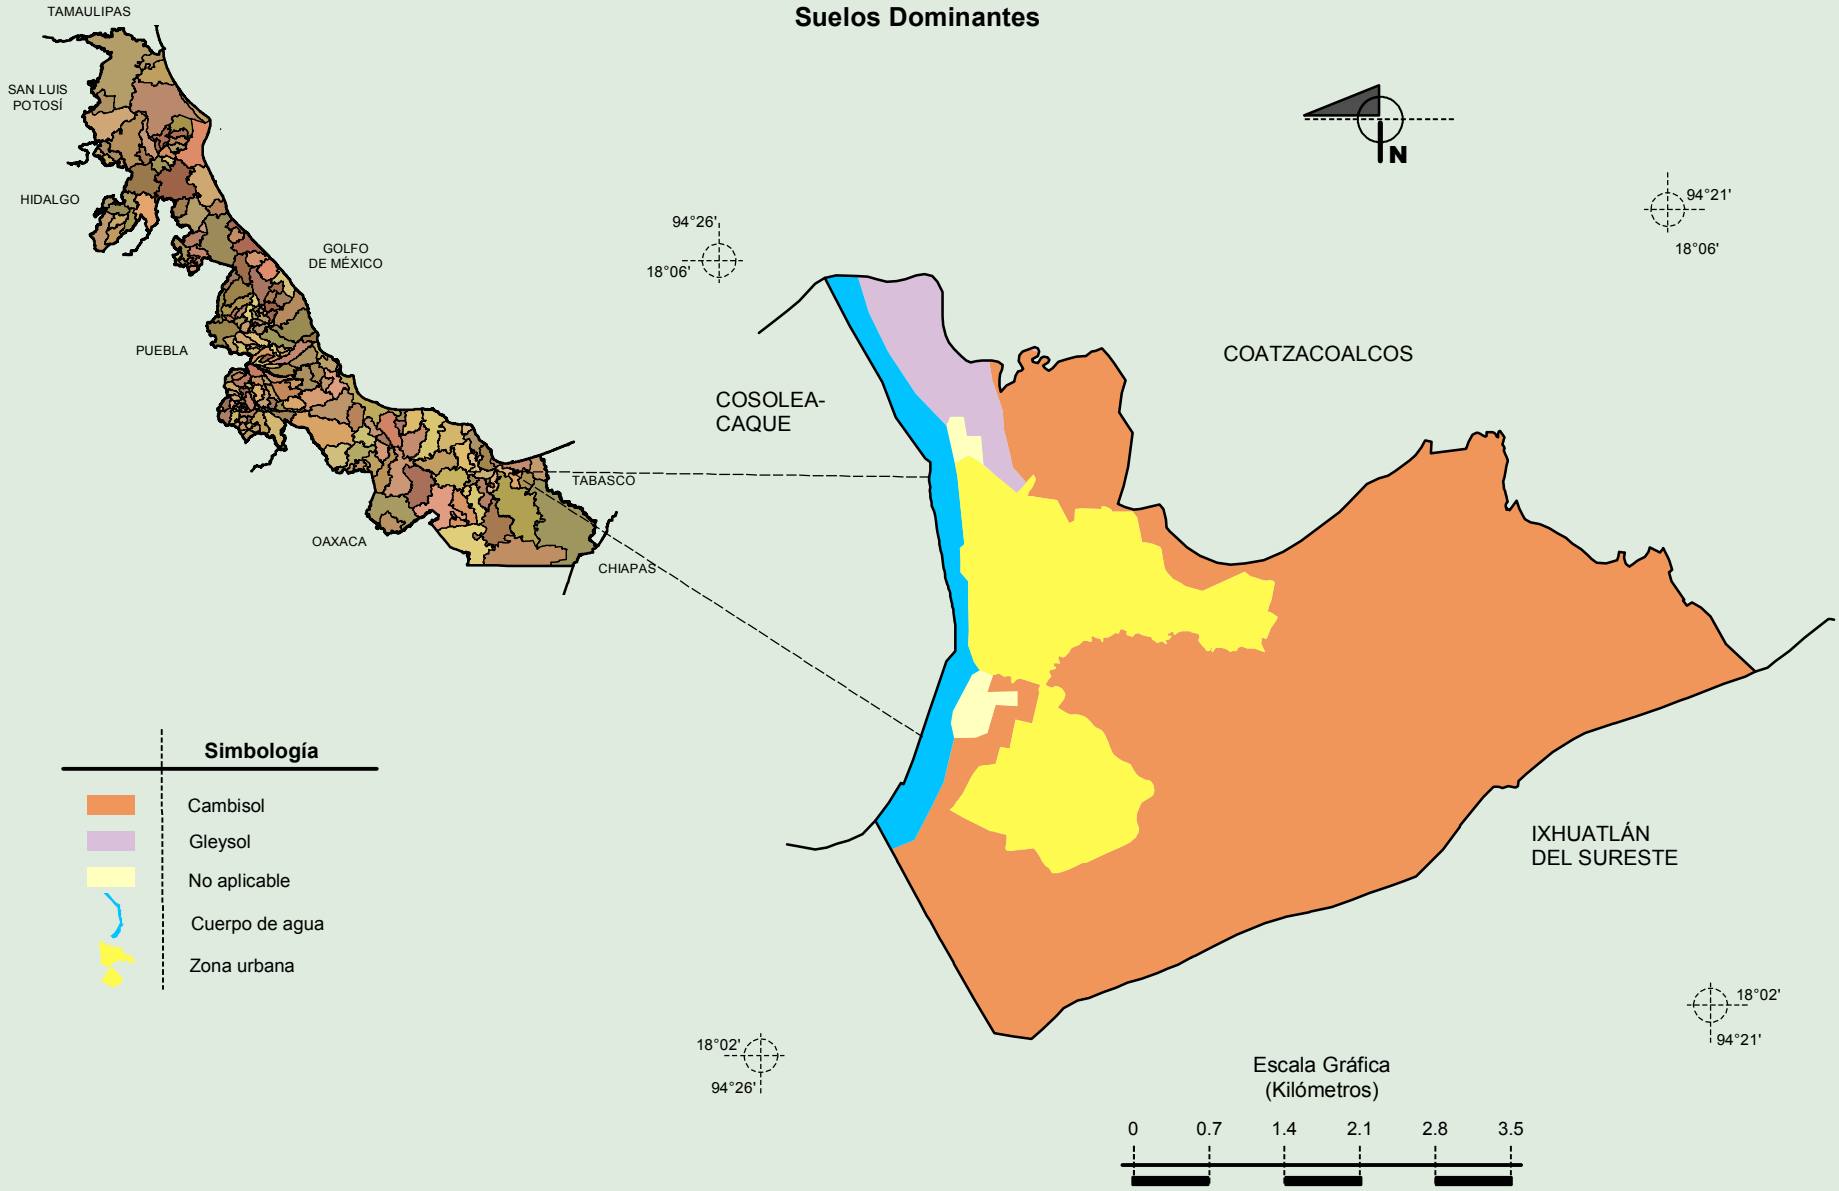 Suelos Dominantes
TAMAULIPAS
SAN LUIS
POTOSÍ
HIDALGO
GOLFO
DE MÉXICO
PUEBLA
OAXACA
TABASCO
CHIAPAS
N
94°26'
18°06'
94°21'
18°06'
COATZACOALCOS
COSOLEA-
CAQUE
IXHUATLÁN
DEL SURESTE
Simbología
Cambisol
Gleysol
No aplicable
Cuerpo de agua
Zona urbana
18°02'
94°26'
18°02'
94°21'
Escala Gráfica
(Kilómetros)
0 0.7 1.4 2.1 2.8 3.5